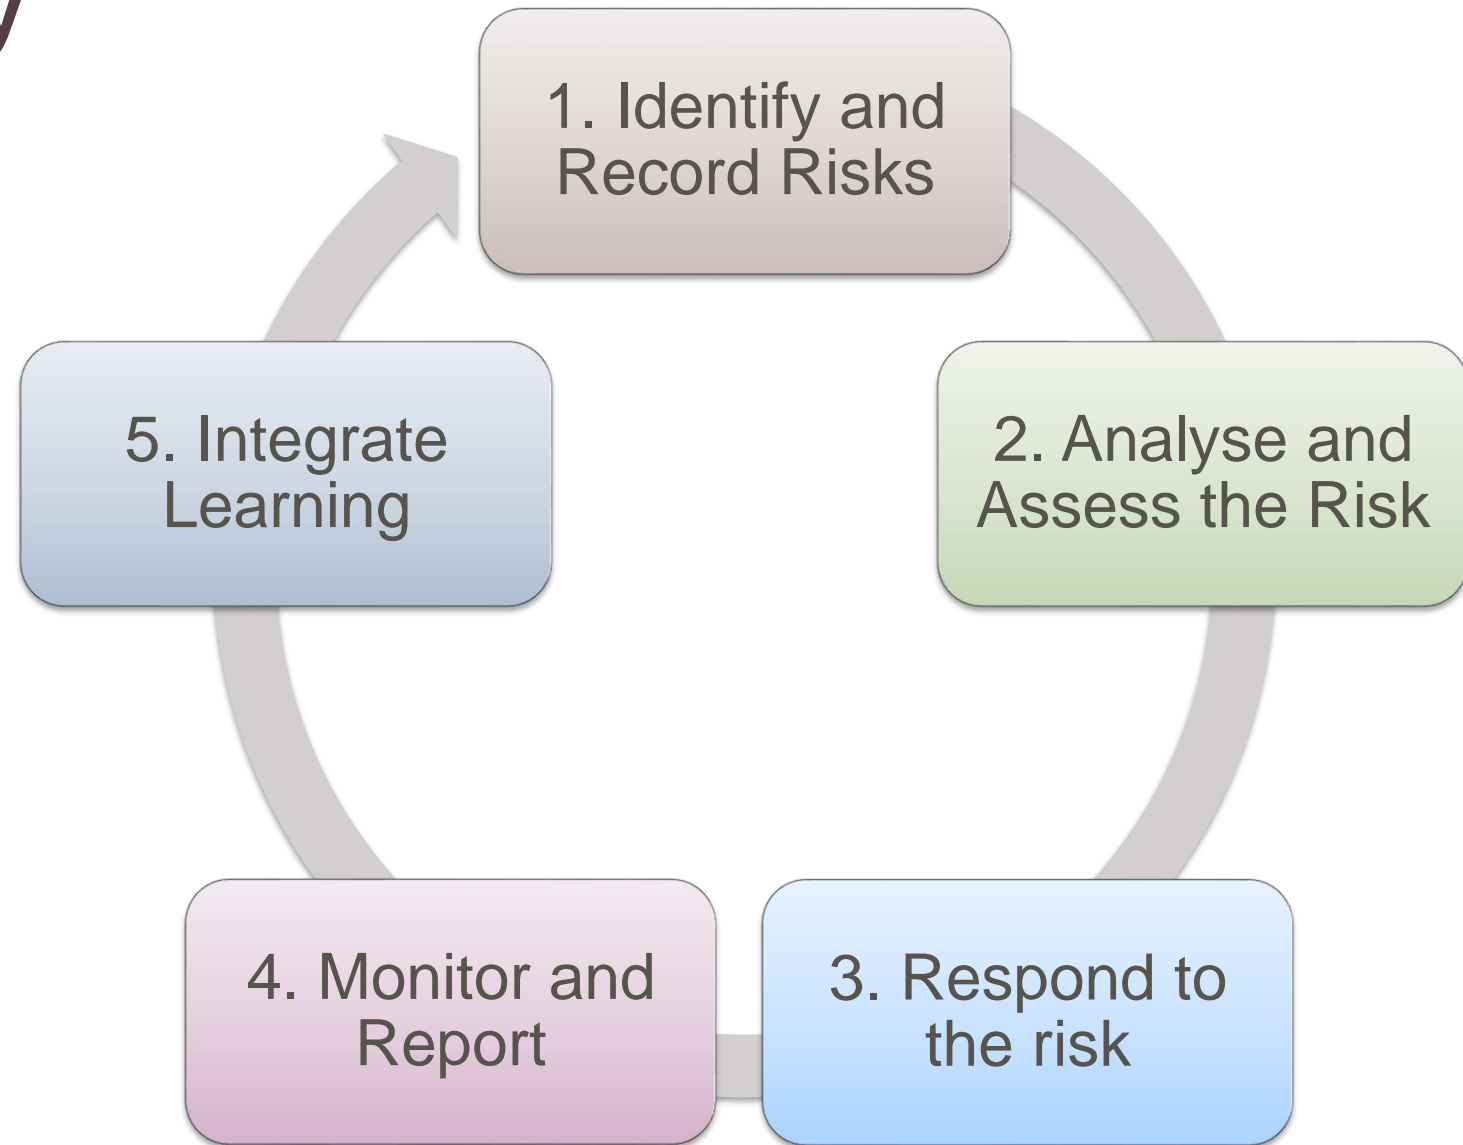 1. Identify and
Record Risks
2. Analyse and
Assess the Risk
3. Respond to
the risk
4. Monitor and
Report
5. Integrate
Learning